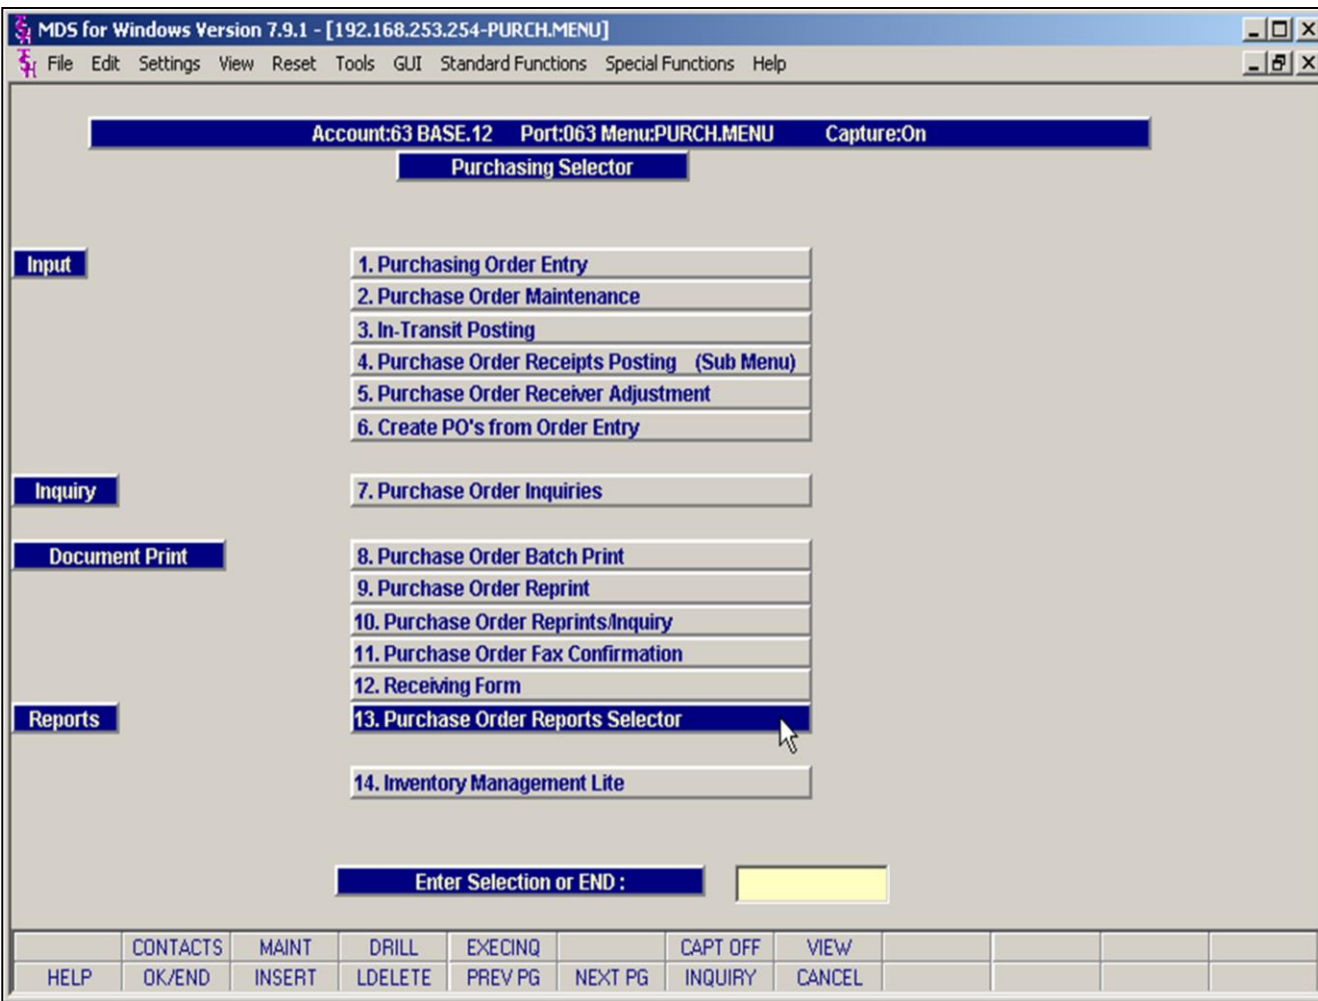 MDS for Windows Version 7.9.1 - [192.168.253.254-PURCH.MENU]
File Edit Settings View Reset Tools GUI Standard Functions Special Functions Help
Account:63 BASE.12 Port:063 Menu:PURCH.MENU Capture:On
Purchasing Selector
Input 1. Purchasing Order Entry
2. Purchase Order Maintenance
3. In-Transit Posting
4. Purchase Order Receipts Posting (Sub Menu)
5. Purchase Order Receiver Adjustment
6. Create PO's from Order Entry
Inquiry 7. Purchase Order Inquiries
Document Print 8. Purchase Order Batch Print
9. Purchase Order Reprint
10. Purchase Order Reprints/Inquiry
11. Purchase Order Fax Confirmation
12. Receiving Form
Reports 13. Purchase Order Reports Selector
14. Inventory Management Lite
Enter Selection or END :
CONTACTS MAINT DRILL EXECINQ CAPT OFF VIEW
HELP OK/END INSERT LDELETE PREV PG NEXT PG INQUIRY CANCEL